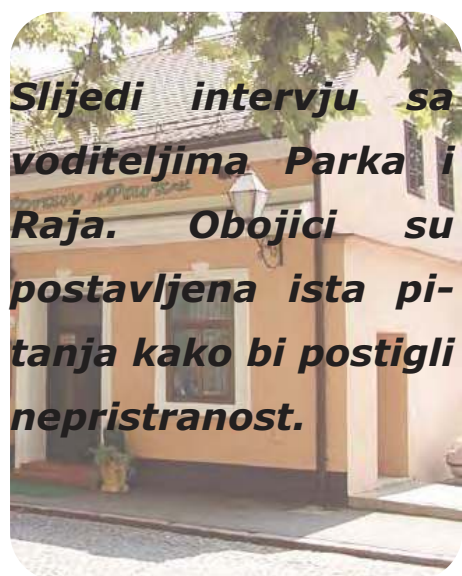 Slijedi intervju sa
voditeljima Parka i
Raja. Obojici su
postavljena ista pi-
tanja kako bi postigli
nepristranost.